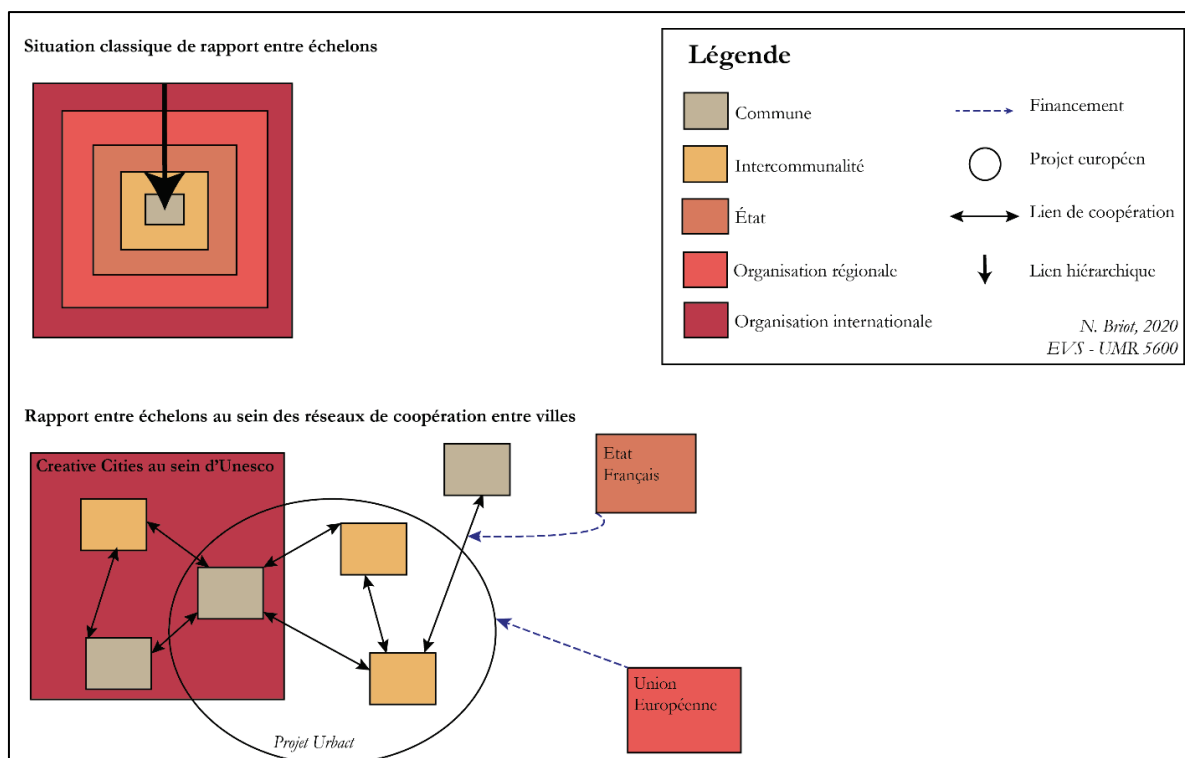 Situation classique de rapport entre échelons
Légende
Commune
Intercommunalité
État
Organisation régionale
Organisation internationale
Financement
Projet européen
Lien de coopération
Lien hiérarchique
N. Briot, 2020
EVS - UMR 5600
Rapport entre échelons au sein des réseaux de coopération entre villes
Creative Cities au sein d'Unesco
Etat
Français
Union
Européenne
Projet Urbact